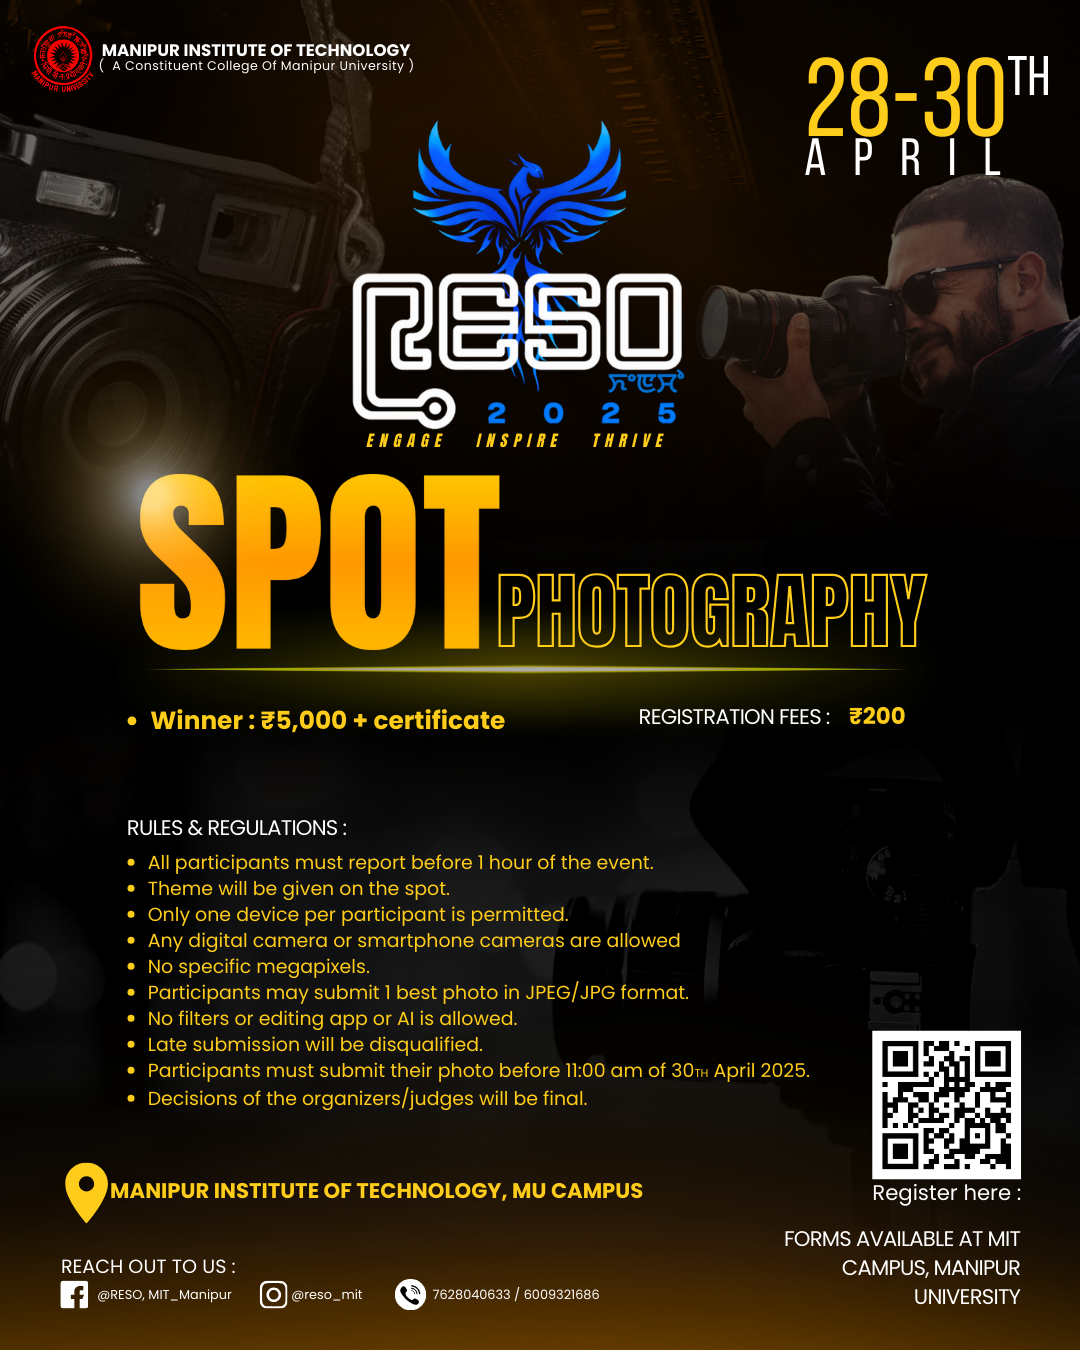 MANIPUR INSTITUTE OF TECHNOLOGY
( A Constituent College Of Manipur University )
MANIPUR UNIVERSITY
28-30TH
APRIL
RESO
2025
ENGAGE INSPIRE THRIVE
SPOT PHOTOGRAPHY
• Winner : ₹5,000 + certificate
REGISTRATION FEES : ₹200
RULES & REGULATIONS :
• All participants must report before 1 hour of the event.
• Theme will be given on the spot.
• Only one device per participant is permitted.
• Any digital camera or smartphone cameras are allowed
• No specific megapixels.
• Participants may submit 1 best photo in JPEG/JPG format.
• No filters or editing app or AI is allowed.
• Late submission will be disqualified.
• Participants must submit their photo before 11:00 am of 30TH April 2025.
• Decisions of the organizers/judges will be final.
MANIPUR INSTITUTE OF TECHNOLOGY, MU CAMPUS
Register here :
FORMS AVAILABLE AT MIT
CAMPUS, MANIPUR
UNIVERSITY
REACH OUT TO US :
@RESO, MIT_Manipur
@reso_mit
7628040633 / 6009321686